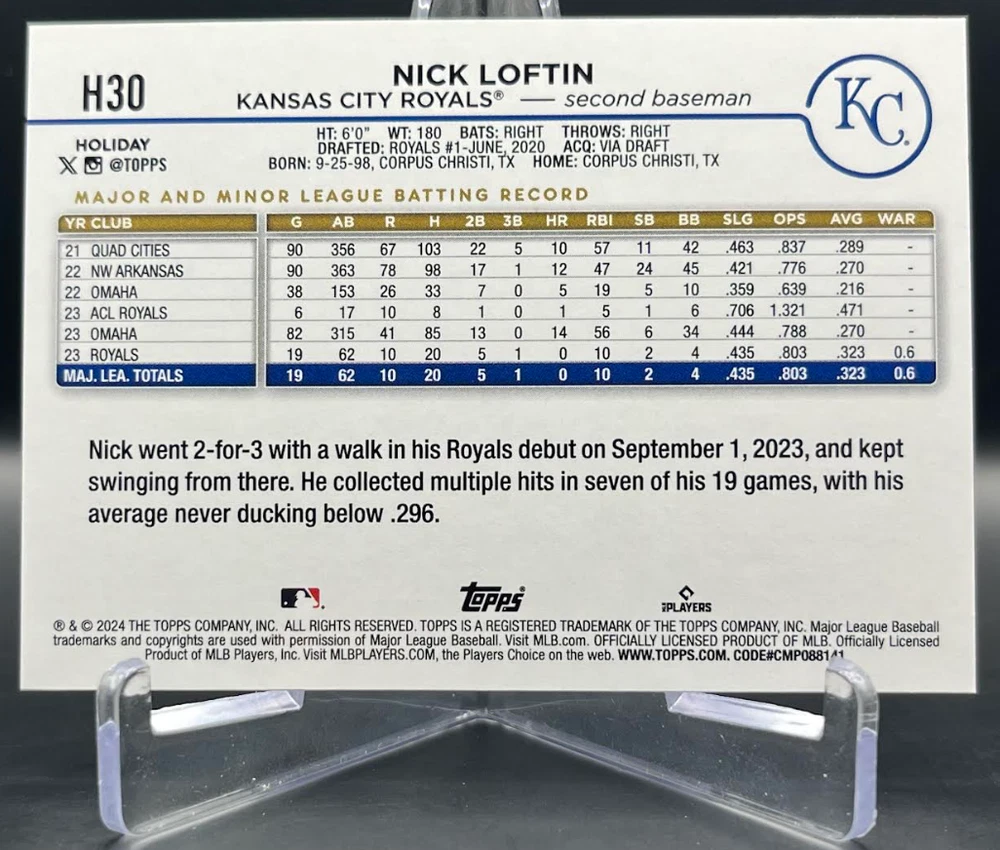 H30
NICK LOFTIN
KANSAS CITY ROYALS® — second baseman
KC
HOLIDAY
X @TOPPS
HT: 6'0" WT: 180 BATS: RIGHT THROWS: RIGHT
DRAFTED: ROYALS #1-JUNE, 2020 ACQ: VIA DRAFT
BORN: 9-25-98, CORPUS CHRISTI, TX HOME: CORPUS CHRISTI, TX
MAJOR AND MINOR LEAGUE BATTING RECORD
YR CLUB G AB R H 2B 3B HR RBI SB BB SLG OPS AVG WAR
21 QUAD CITIES 90 356 67 103 22 5 10 57 11 42 .463 .837 .289 -
22 NW ARKANSAS 90 363 78 98 17 1 12 47 24 45 .421 .776 .270 -
22 OMAHA 38 153 26 33 7 0 5 19 5 10 .359 .639 .216 -
23 ACL ROYALS 6 17 10 8 1 0 1 5 1 6 .706 1.321 .471 -
23 OMAHA 82 315 41 85 13 0 14 56 6 34 .444 .788 .270 -
23 ROYALS 19 62 10 20 5 1 0 10 2 4 .435 .803 .323 0.6
MAJ. LEA. TOTALS 19 62 10 20 5 1 0 10 2 4 .435 .803 .323 0.6
Nick went 2-for-3 with a walk in his Royals debut on September 1, 2023, and kept
swinging from there. He collected multiple hits in seven of his 19 games, with his
average never ducking below .296.
Topps®
MLBPLAYERS
® & © 2024 THE TOPPS COMPANY, INC. ALL RIGHTS RESERVED. TOPPS IS A REGISTERED TRADEMARK OF THE TOPPS COMPANY, INC. Major League Baseball
trademarks and copyrights are used with permission of Major League Baseball. Visit MLB.com. OFFICIALLY LICENSED PRODUCT OF MLB. Officially Licensed
Product of MLB Players, Inc. Visit MLBPLAYERS.COM, the Players Choice on the web. WWW.TOPPS.COM. CODE#CMP088141